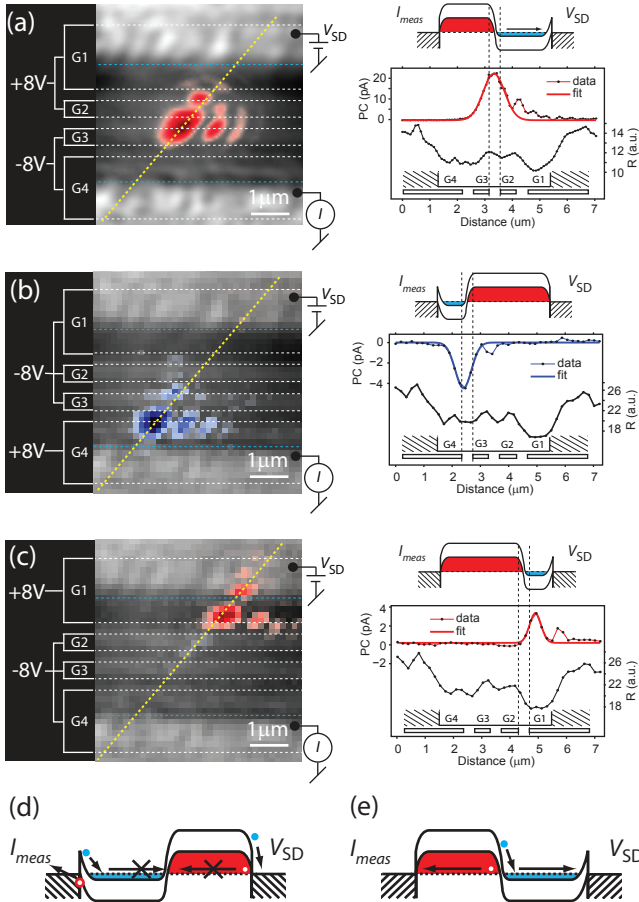 (a)
G1
+8V
G2
G3
-8V
G4
V_SD
1µm
I
I_meas
V_SD
PC (pA)
20
10
0
data
fit
14
12
10
R (a.u.)
G4 G3 G2 G1
0 1 2 3 4 5 6 7
Distance (um)
(b)
G1
-8V
G2
G3
+8V
G4
V_SD
1µm
I
I_meas
V_SD
PC (pA)
0
−2
−4
data
fit
26
22
18
R (a.u.)
G4 G3 G2 G1
0 1 2 3 4 5 6 7
Distance (µm)
(c)
+8V
G1
G2
-8V
G3
G4
V_SD
1µm
I
I_meas
V_SD
PC (pA)
4
2
0
−2
data
fit
26
22
18
R (a.u.)
G4 G3 G2 G1
0 1 2 3 4 5 6 7
Distance (µm)
(d)
I_meas
V_SD
(e)
I_meas
V_SD